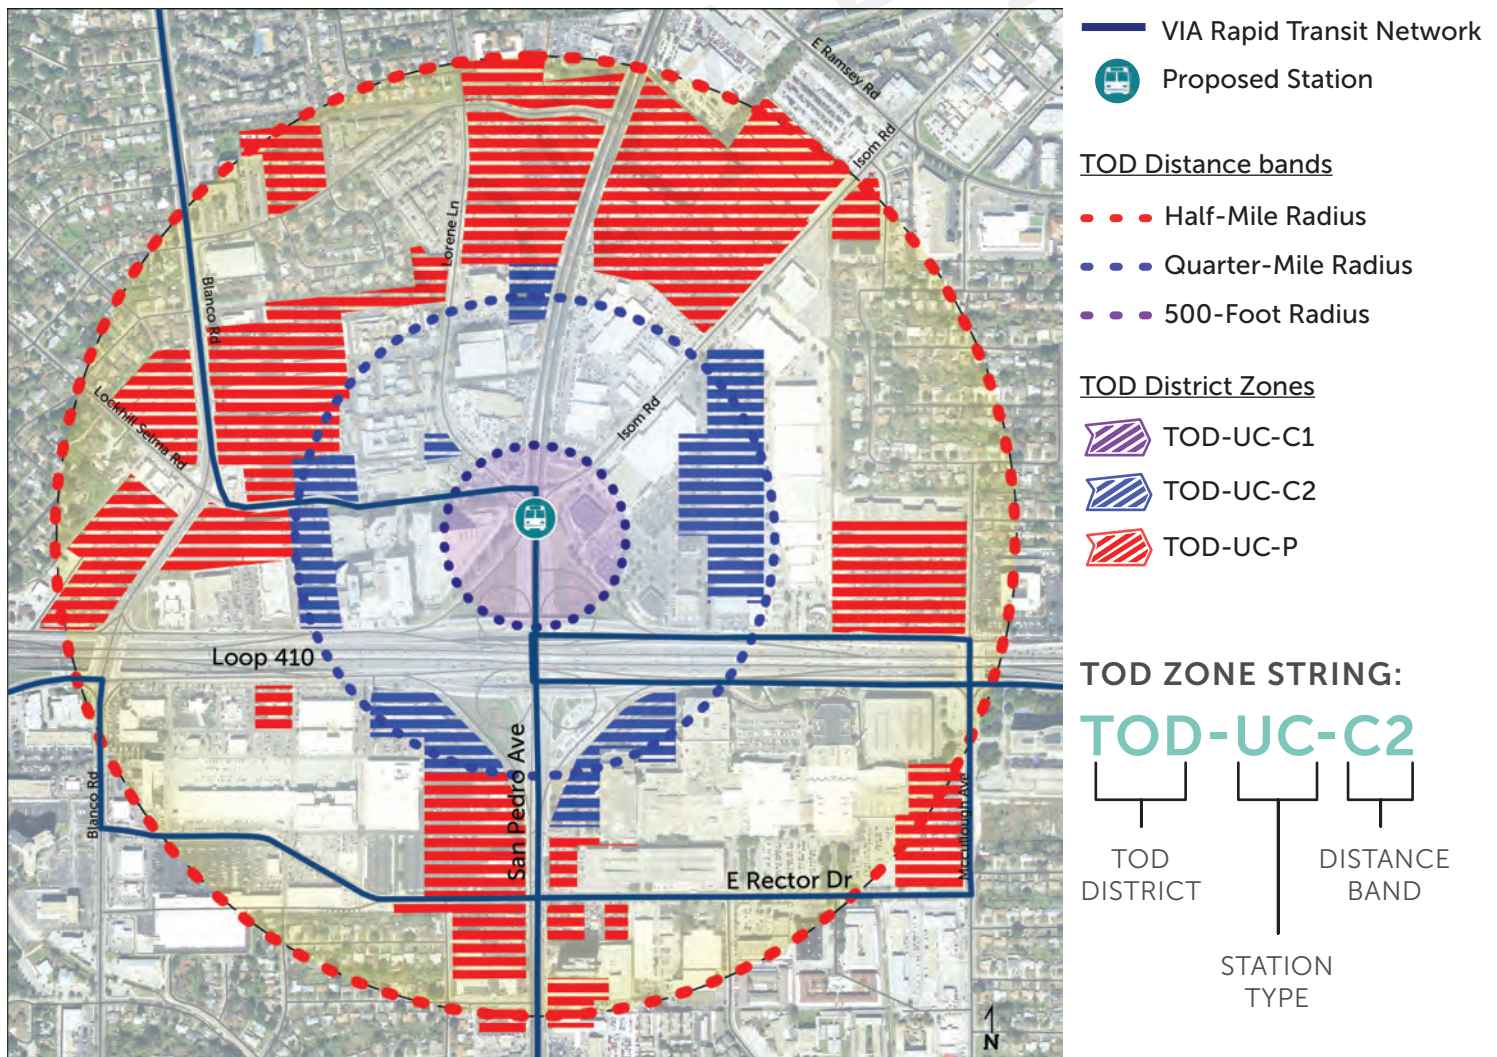 E Ramsey Rd
Isom Rd
Lorene Ln
Blanco Rd
Lockhill Selma Rd
Isom Rd
Loop 410
San Pedro Ave
Blanco Rd
Mccullough Ave
E Rector Dr
N
VIA Rapid Transit Network
Proposed Station
TOD Distance bands
Half-Mile Radius
Quarter-Mile Radius
500-Foot Radius
TOD District Zones
TOD-UC-C1
TOD-UC-C2
TOD-UC-P
TOD ZONE STRING:
TOD-UC-C2
TOD
DISTRICT
DISTANCE
BAND
STATION
TYPE